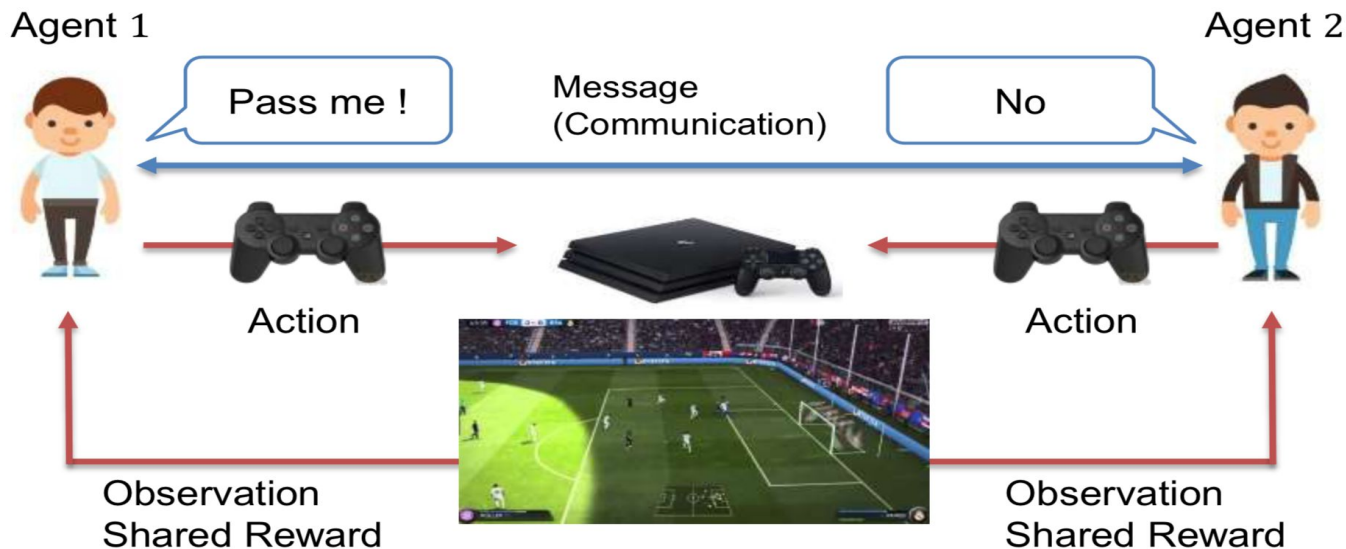 Agent 1
Agent 2
Pass me !
Message
(Communication)
No
Action
Action
Observation
Shared Reward
Observation
Shared Reward